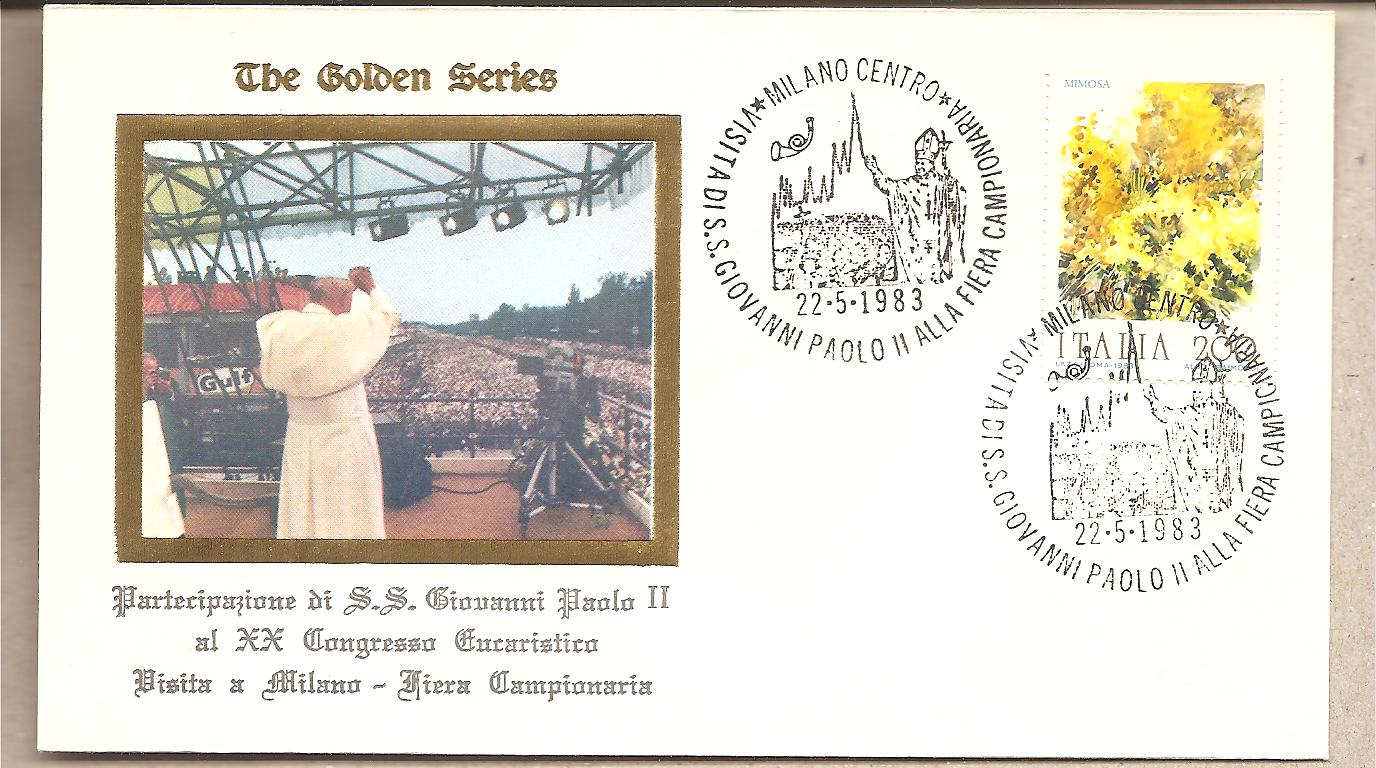 The Golden Series
Gulf
Partecipazione di S.S. Giovanni Paolo II
al XX Congresso Eucaristico
Visita a Milano - Fiera Campionaria
★MILANO CENTRO★
VISITA DI S.S. GIOVANNI PAOLO II ALLA FIERA CAMPIONARIA
22·5·1983
MIMOSA
ITALIA 200
★MILANO CENTRO★
VISITA DI S.S. GIOVANNI PAOLO II ALLA FIERA CAMPIONARIA
22·5·1983